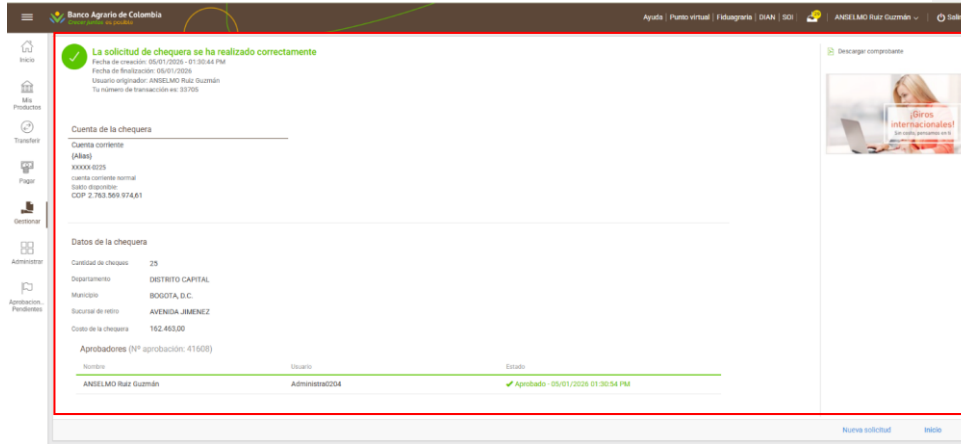 Banco Agrario de Colombia
Crecer juntos es posible
Ayuda | Punto virtual | Fiduagraria | DIAN | SOI |
ANSELMO Ruiz Guzmán
Salir
Inicio
Mis
Productos
Transferir
Pagar
Gestionar
Administrar
Aprobacion...
Pendientes
La solicitud de chequera se ha realizado correctamente
Fecha de creación: 05/01/2026 - 01:30:44 PM
Fecha de finalización: 05/01/2026
Usuario originador: ANSELMO Ruiz Guzmán
Tu número de transacción es: 33705
Cuenta de la chequera
Cuenta corriente
(Alias)
XXXXX-0225
cuenta corriente normal
Saldo disponible
COP 2.763.569.974,61
Datos de la chequera
Cantidad de cheques 25
Departamento DISTRITO CAPITAL
Municipio BOGOTA, D.C.
Sucursal de retiro AVENIDA JIMENEZ
Costo de la chequera 162.463,00
Aprobadores (Nº aprobación: 41608)
Nombre Usuario Estado
ANSELMO Ruiz Guzmán Administra0204 Aprobado - 05/01/2026 01:30:54 PM
Descargar comprobante
¡Giros
internacionales!
Sin costo, pensamos en ti
Nueva solicitud Inicio